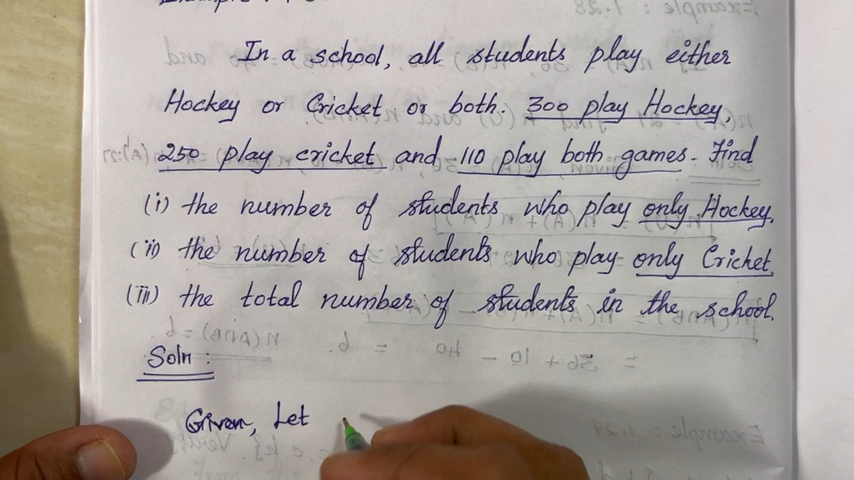 In a school, all students play either
Hockey or Cricket or both. 300 play Hockey,
250 play cricket and 110 play both games. Find
(i) the number of students who play only Hockey.
(ii) the number of students who play only Cricket
(iii) the total number of students in the school.
Soln :
Given, Let